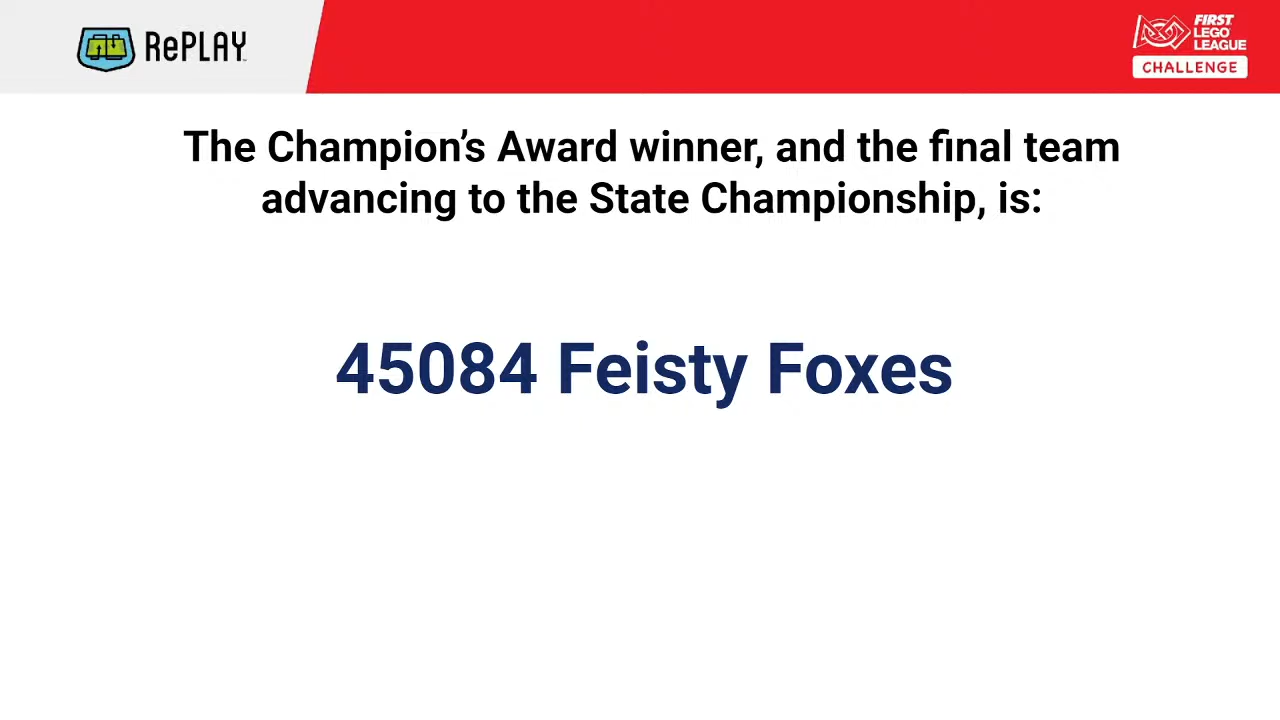 RePLAY
FIRST
LEGO
LEAGUE
CHALLENGE
The Champion’s Award winner, and the final team
advancing to the State Championship, is:
45084 Feisty Foxes